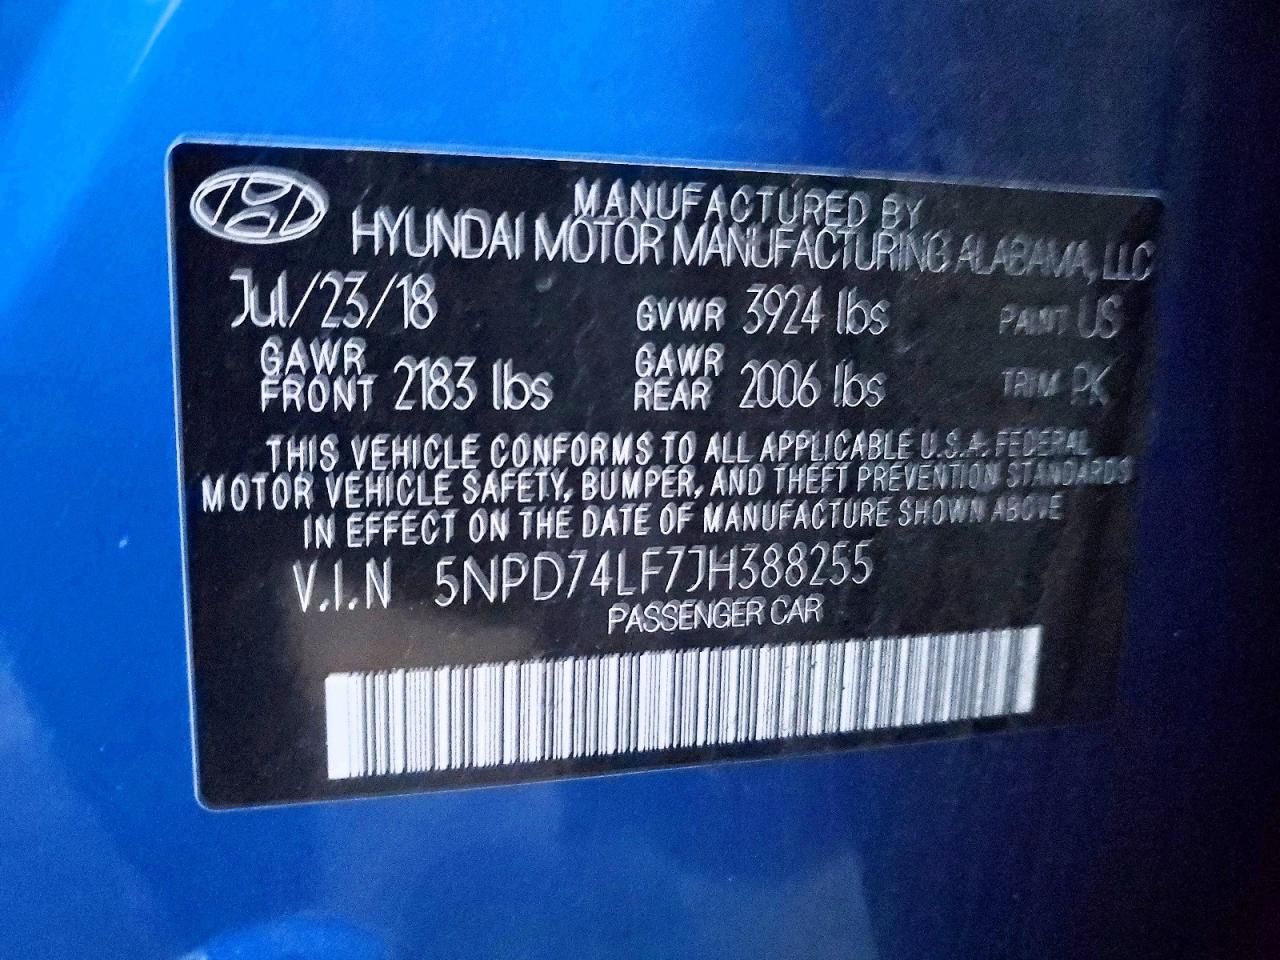 MANUFACTURED BY
HYUNDAI MOTOR MANUFACTURING ALABAMA, LLC
Jul/23/18 GVWR 3924 lbs PAINT US
GAWR FRONT 2183 lbs GAWR REAR 2006 lbs TRIM PK
THIS VEHICLE CONFORMS TO ALL APPLICABLE U.S.A. FEDERAL
MOTOR VEHICLE SAFETY, BUMPER, AND THEFT PREVENTION STANDARDS
IN EFFECT ON THE DATE OF MANUFACTURE SHOWN ABOVE
V.I.N 5NPD74LF7JH388255
PASSENGER CAR